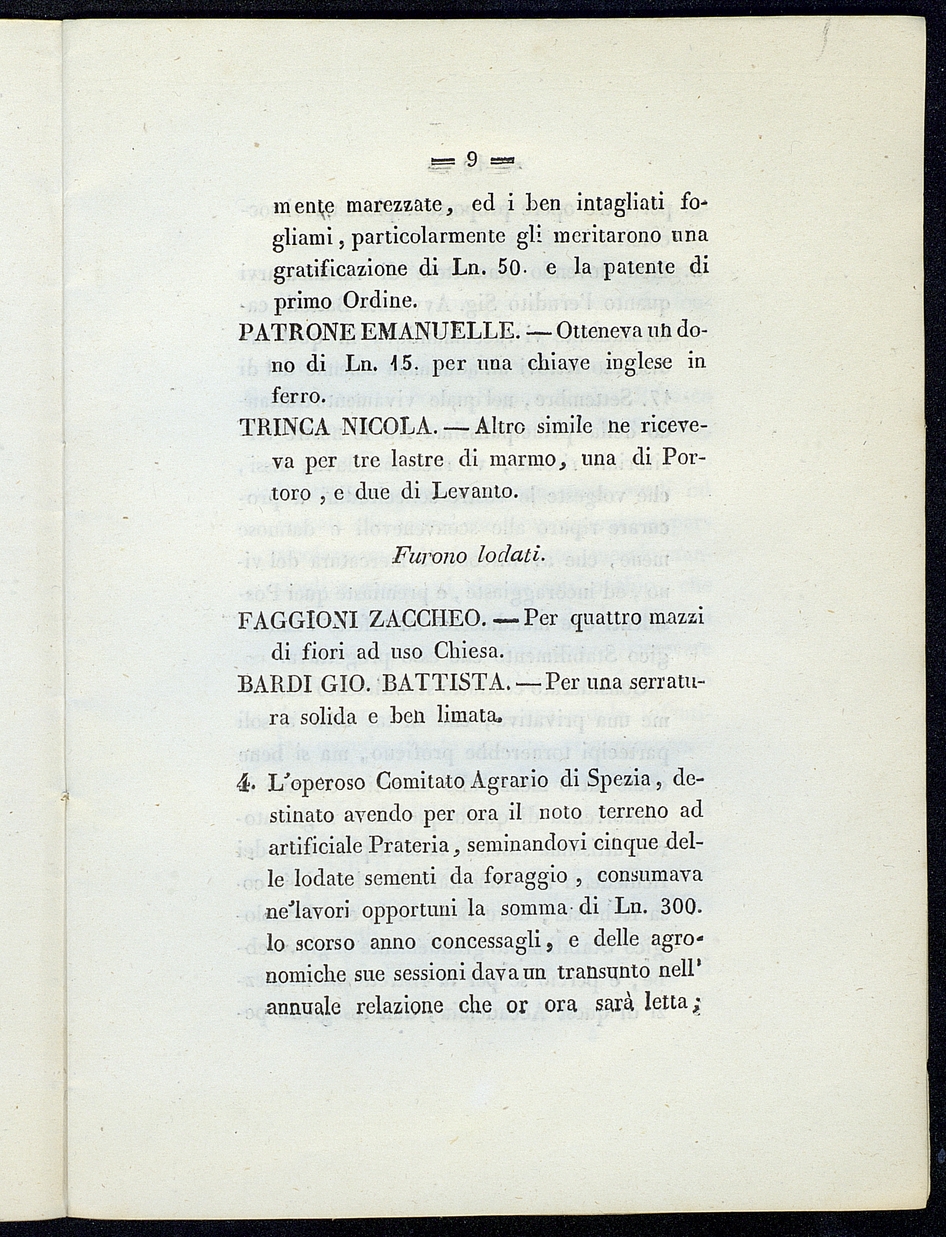 = 9 =
mente marezzate, ed i ben intagliati fo-
gliami, particolarmente gli meritarono una
gratificazione di Ln. 50. e la patente di
primo Ordine.
PATRONE EMANUELLE. — Otteneva un do-
no di Ln. 15. per una chiave inglese in
ferro.
TRINCA NICOLA. — Altro simile ne riceve-
va per tre lastre di marmo, una di Por-
toro, e due di Levanto.
Furono lodati.
FAGGIONI ZACCHEO. — Per quattro mazzi
di fiori ad uso Chiesa.
BARDI GIO. BATTISTA. — Per una serratu-
ra solida e ben limata.
4. L'operoso Comitato Agrario di Spezia, de-
stinato avendo per ora il noto terreno ad
artificiale Prateria, seminandovi cinque del-
le lodate sementi da foraggio, consumava
ne'lavori opportuni la somma di Ln. 300.
lo scorso anno concessagli, e delle agro-
nomiche sue sessioni dava un transunto nell'
annuale relazione che or ora sarà letta;